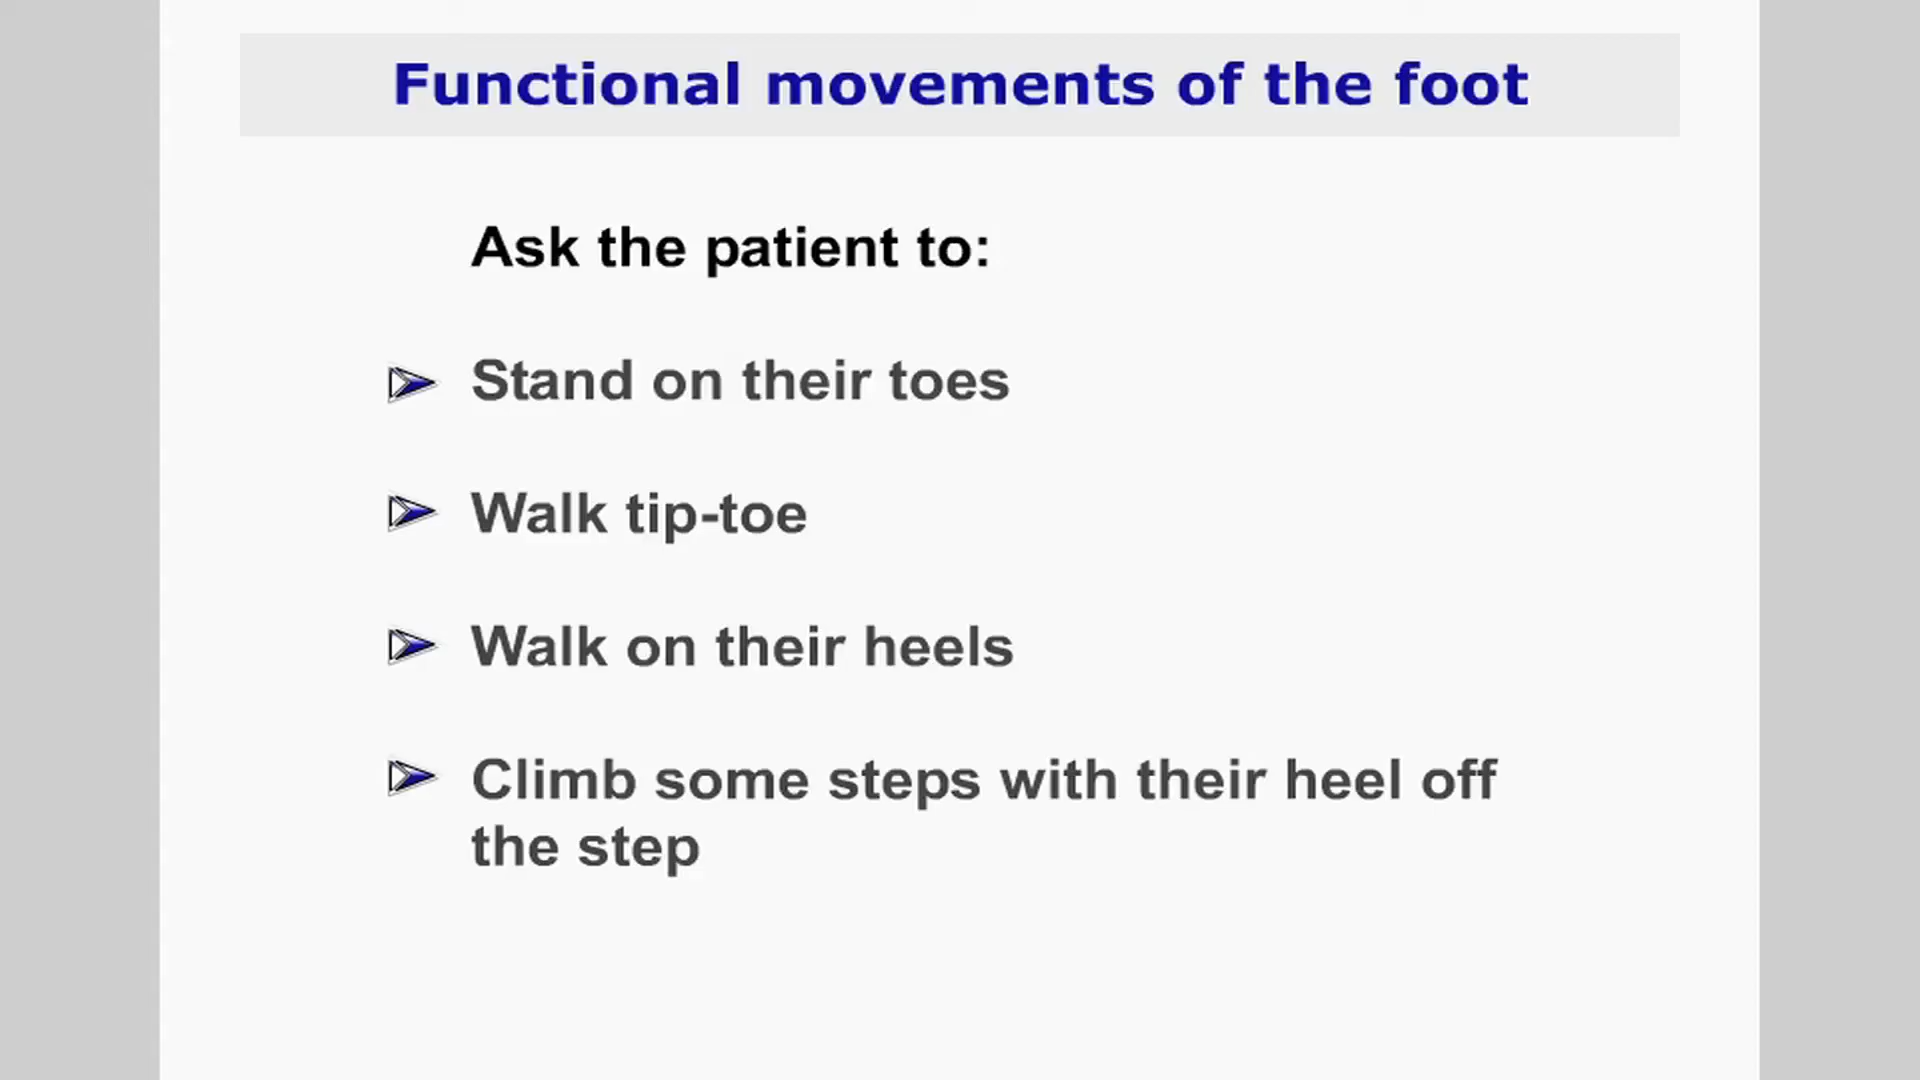 Functional movements of the foot
Ask the patient to:
Stand on their toes
Walk tip-toe
Walk on their heels
Climb some steps with their heel off
the step